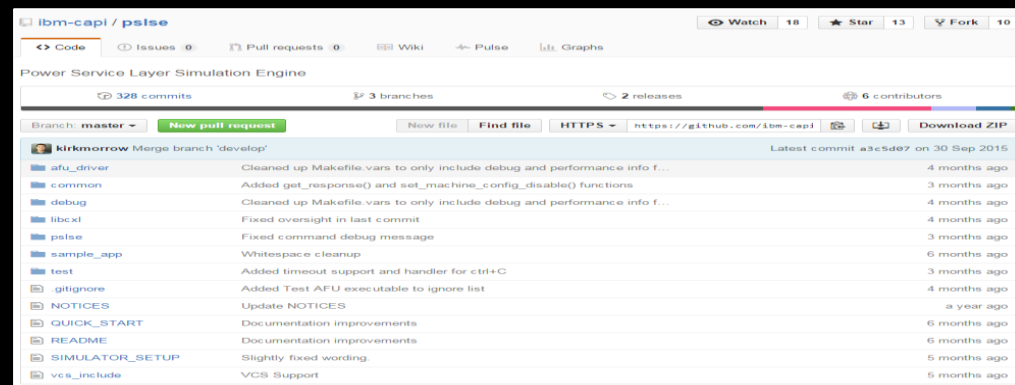 ibm-capi / pslse
Watch 18 Star 13 Fork 10
<> Code Issues 0 Pull requests 0 Wiki Pulse Graphs
Power Service Layer Simulation Engine
328 commits 3 branches 2 releases 6 contributors
Branch: master New pull request New file Find file HTTPS https://github.com/ibm-capi Download ZIP
kirkmorrow Merge branch 'develop' Latest commit a3c5d07 on 30 Sep 2015
afu_driver Cleaned up Makefile.vars to only include debug and performance info f... 4 months ago
common Added get_response() and set_machine_config_disable() functions 3 months ago
debug Cleaned up Makefile.vars to only include debug and performance info f... 4 months ago
libcxl Fixed oversight in last commit 4 months ago
pslse Fixed command debug message 3 months ago
sample_app Whitespace cleanup 6 months ago
test Added timeout support and handler for ctrl+C 3 months ago
.gitignore Added Test AFU executable to ignore list 4 months ago
NOTICES Update NOTICES a year ago
QUICK_START Documentation improvements 6 months ago
README Documentation improvements 6 months ago
SIMULATOR_SETUP Slightly fixed wording. 5 months ago
vcs_include VCS Support 5 months ago